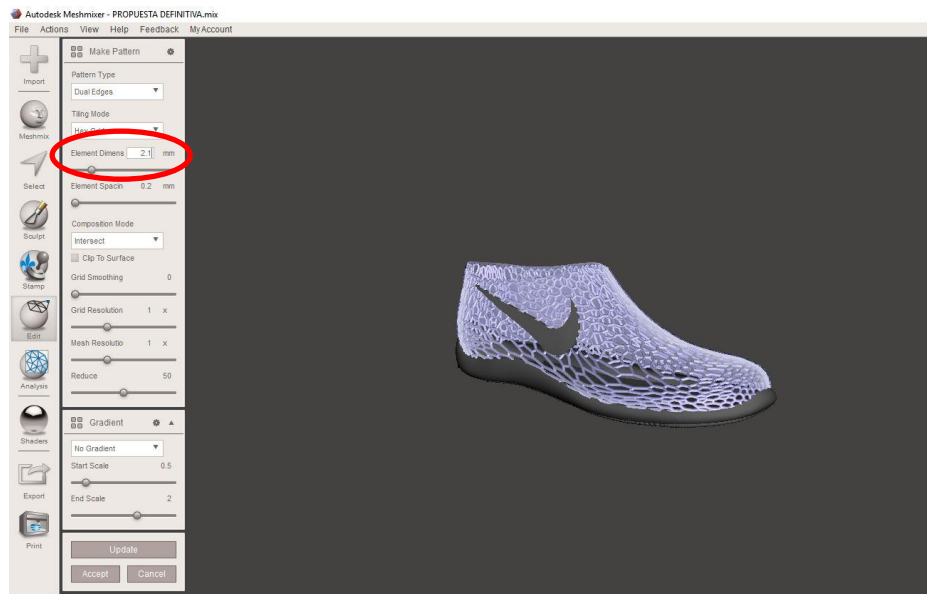 Autodesk Meshmixer - PROPUESTA DEFINITIVA.mix
File Actions View Help Feedback MyAccount
Import
Meshmix
Select
Sculpt
Stamp
Edit
Analysis
Shaders
Export
Print
Make Pattern
Pattern Type
Dual Edges
Tiling Mode
Hex Grid
Element Dimens 2.1 mm
Element Spacin 0.2 mm
Composition Mode
Intersect
Clip To Surface
Grid Smoothing 0
Grid Resolution 1 x
Mesh Resolutio 1 x
Reduce 50
Gradient
No Gradient
Start Scale 0.5
End Scale 2
Update
Accept Cancel